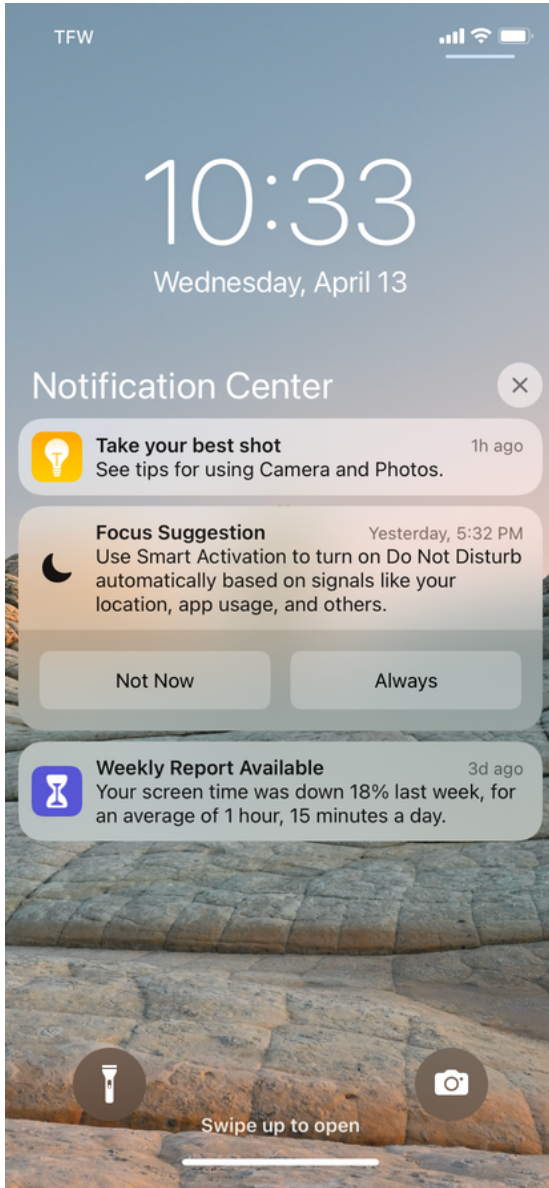 TFW
10:33
Wednesday, April 13
Notification Center
Take your best shot 1h ago
See tips for using Camera and Photos.
Focus Suggestion Yesterday, 5:32 PM
Use Smart Activation to turn on Do Not Disturb
automatically based on signals like your
location, app usage, and others.
Not Now Always
Weekly Report Available 3d ago
Your screen time was down 18% last week, for
an average of 1 hour, 15 minutes a day.
Swipe up to open